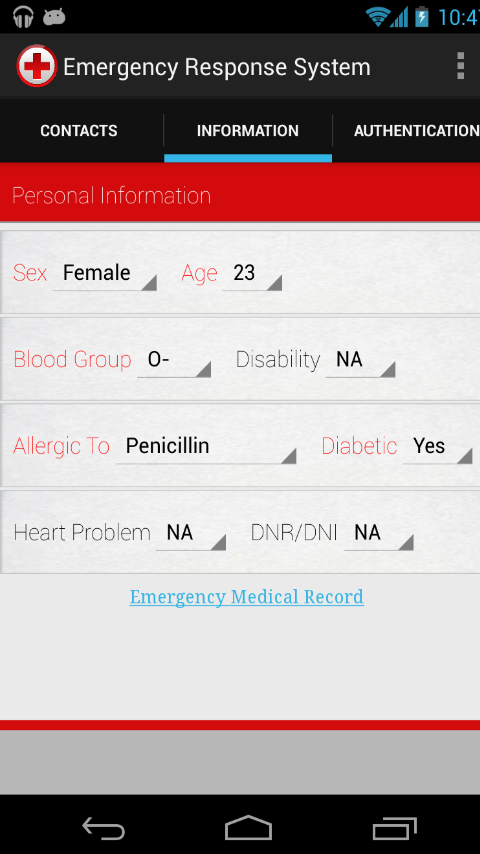 10:4
Emergency Response System
CONTACTS INFORMATION AUTHENTICATION
Personal Information
Sex Female Age 23
Blood Group O- Disability NA
Allergic To Penicillin Diabetic Yes
Heart Problem NA DNR/DNI NA
Emergency Medical Record